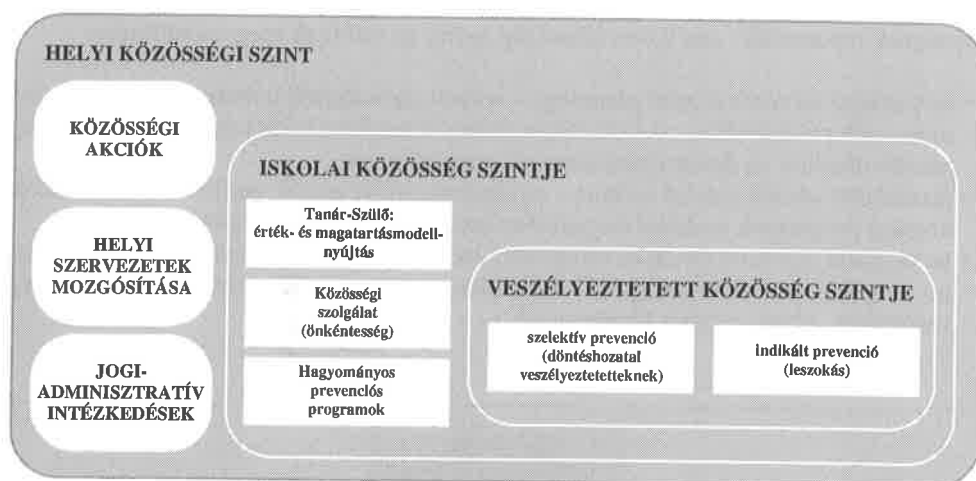 HELYI KÖZÖSSÉGI SZINT
KÖZÖSSÉGI
AKCIÓK
HELYI
SZERVEZETEK
MOZGÓSÍTÁSA
JOGI-
ADMINISZTRATÍV
INTÉZKEDÉSEK
ISKOLAI KÖZÖSSÉG SZINTJE
Tanár-Szülő:
érték- és magatartásmodell-
nyújtás
Közösségi
szolgálat
(önkéntesség)
Hagyományos
prevenciós
programok
VESZÉLYEZTETETT KÖZÖSSÉG SZINTJE
szelektív prevenció
(döntéshozatal
veszélyeztetetteknek)
indikált prevenció
(leszokás)